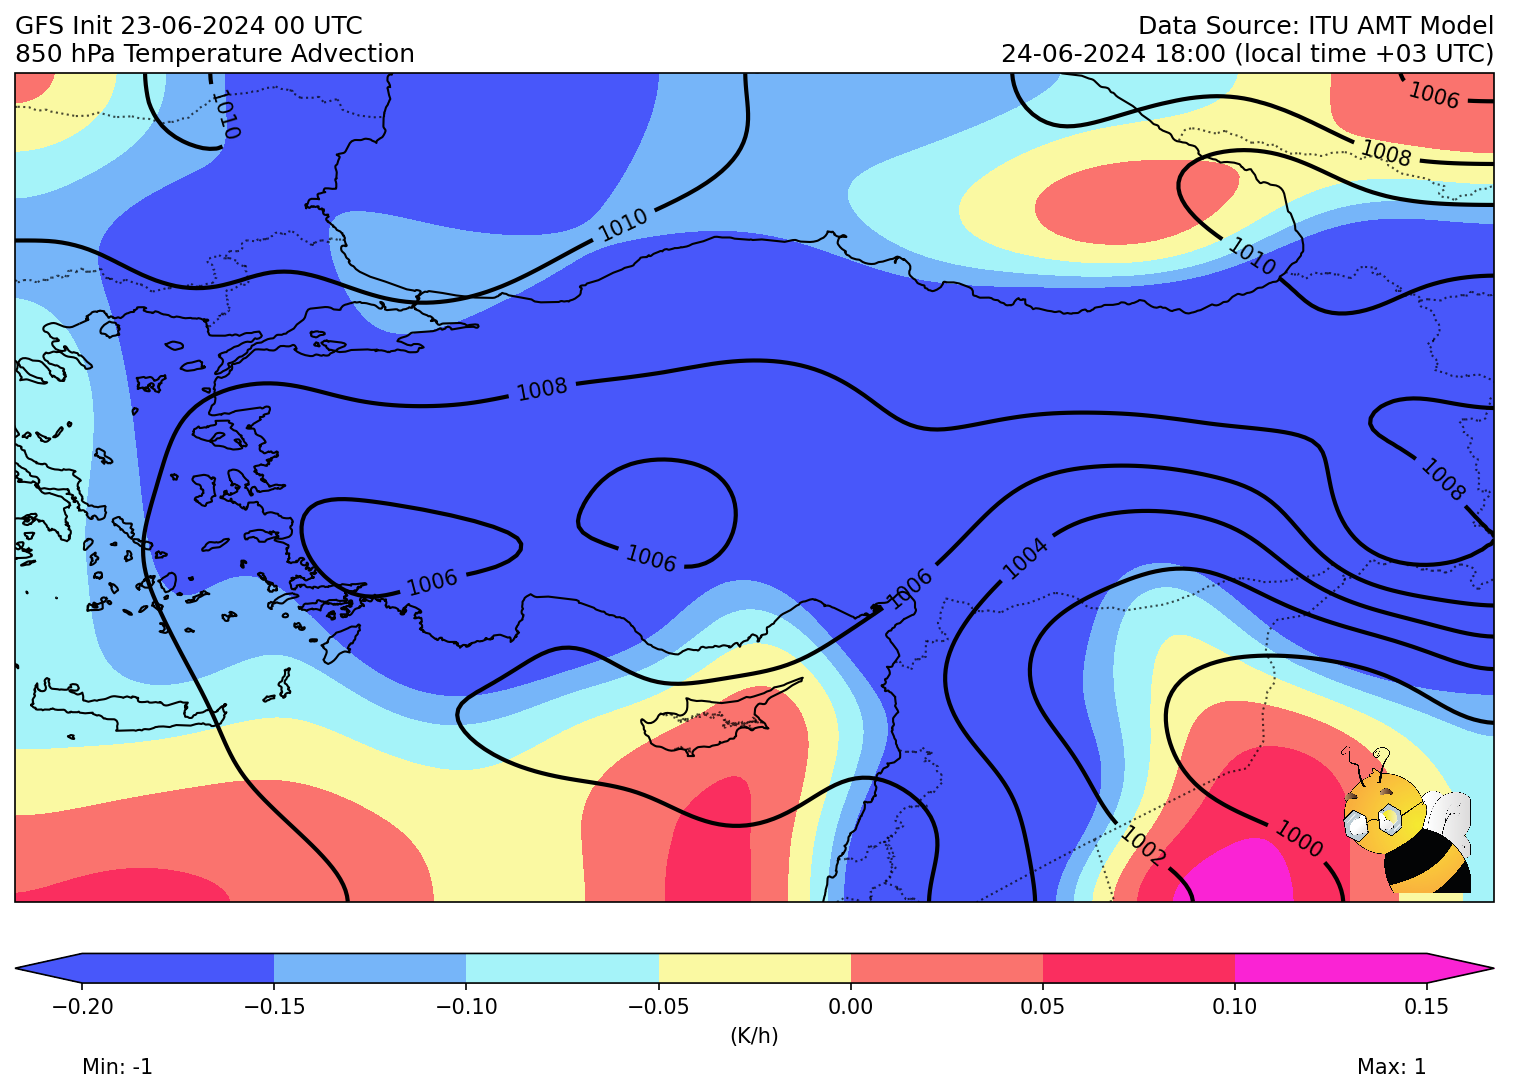 GFS Init 23-06-2024 00 UTC
850 hPa Temperature Advection
Data Source: ITU AMT Model
24-06-2024 18:00 (local time +03 UTC)
1010
1006
1008
1010
1010
1008
1008
1006
1006
1006
1004
1002
1000
−0.20 −0.15 −0.10 −0.05 0.00 0.05 0.10 0.15
(K/h)
Min: -1 Max: 1